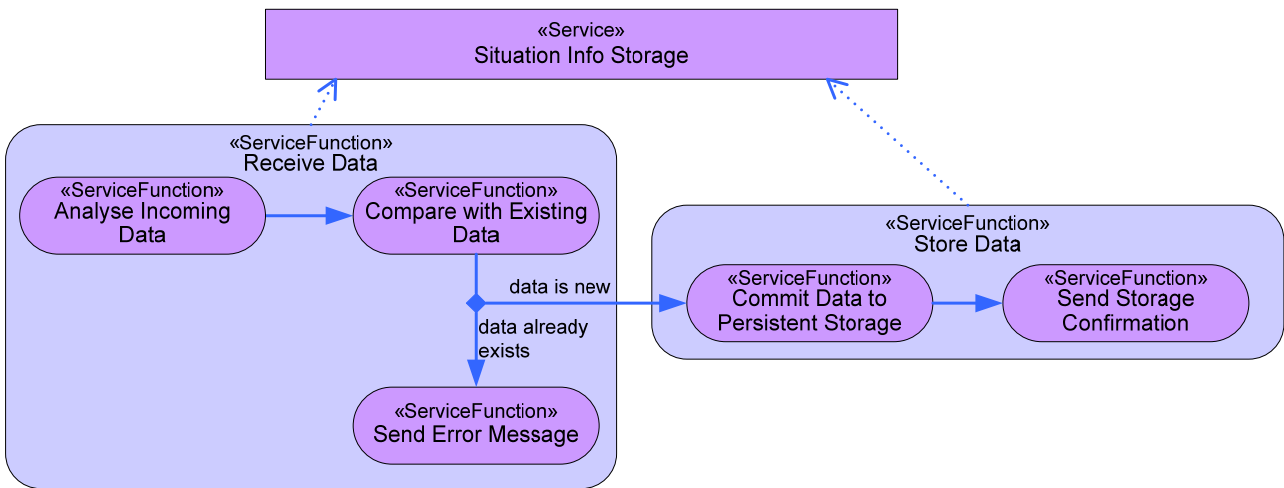 «Service»
Situation Info Storage
«ServiceFunction»
Receive Data
«ServiceFunction»
Analyse Incoming
Data
«ServiceFunction»
Compare with Existing
Data
data is new
data already
exists
«ServiceFunction»
Send Error Message
«ServiceFunction»
Store Data
«ServiceFunction»
Commit Data to
Persistent Storage
«ServiceFunction»
Send Storage
Confirmation